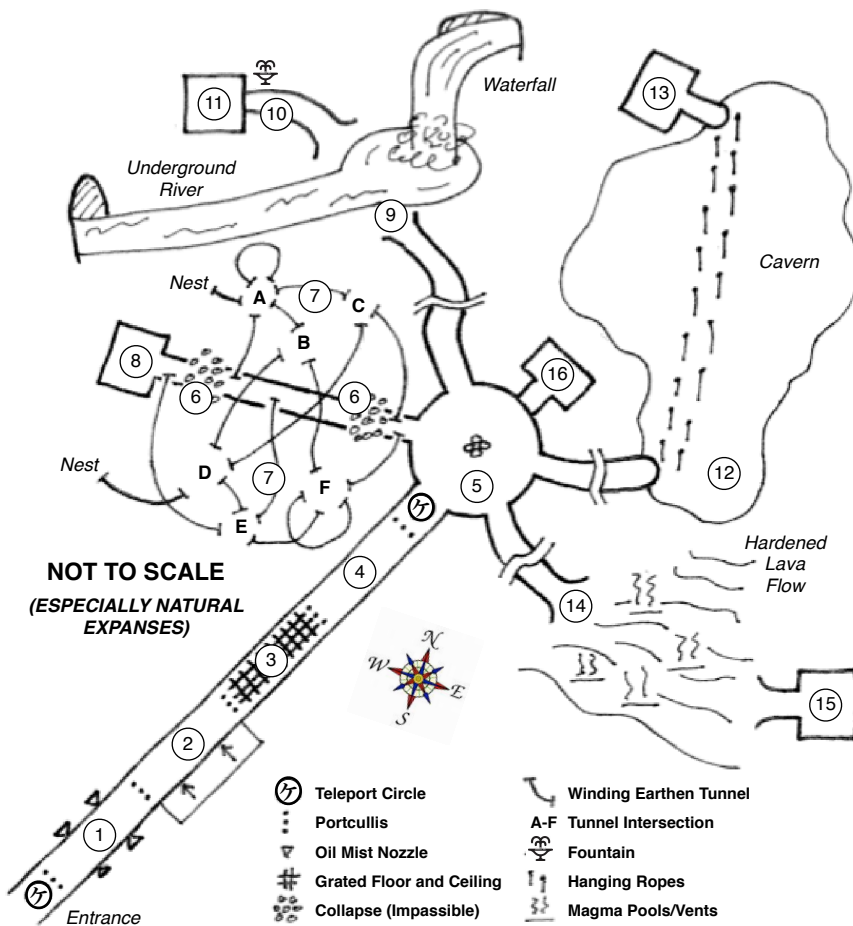 Waterfall
13
11
10
Underground
River
9
Cavern
Nest
A
7
C
B
8
6
6
16
Nest
D
7
F
5
12
E
NOT TO SCALE
(ESPECIALLY NATURAL
EXPANSES)
4
Hardened
Lava
Flow
14
3
N
W
E
S
15
2
1
Entrance
Teleport Circle
Portcullis
Oil Mist Nozzle
Grated Floor and Ceiling
Collapse (Impassible)
Winding Earthen Tunnel
A-F Tunnel Intersection
Fountain
Hanging Ropes
Magma Pools/Vents